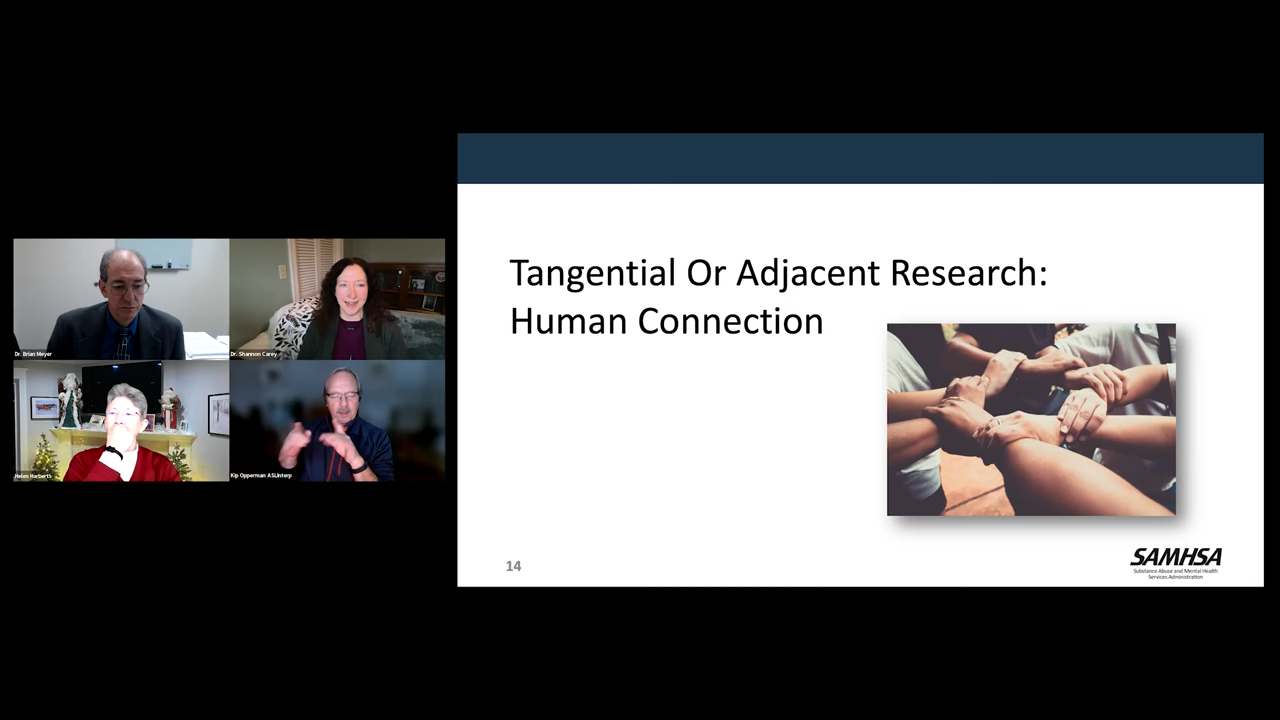 Tangential Or Adjacent Research:
Human Connection
14
SAMHSA
Substance Abuse and Mental Health
Services Administration
Dr. Brian Meyer
Dr. Shannon Carey
Helen Harberts
Kip Opperman ASLInterp